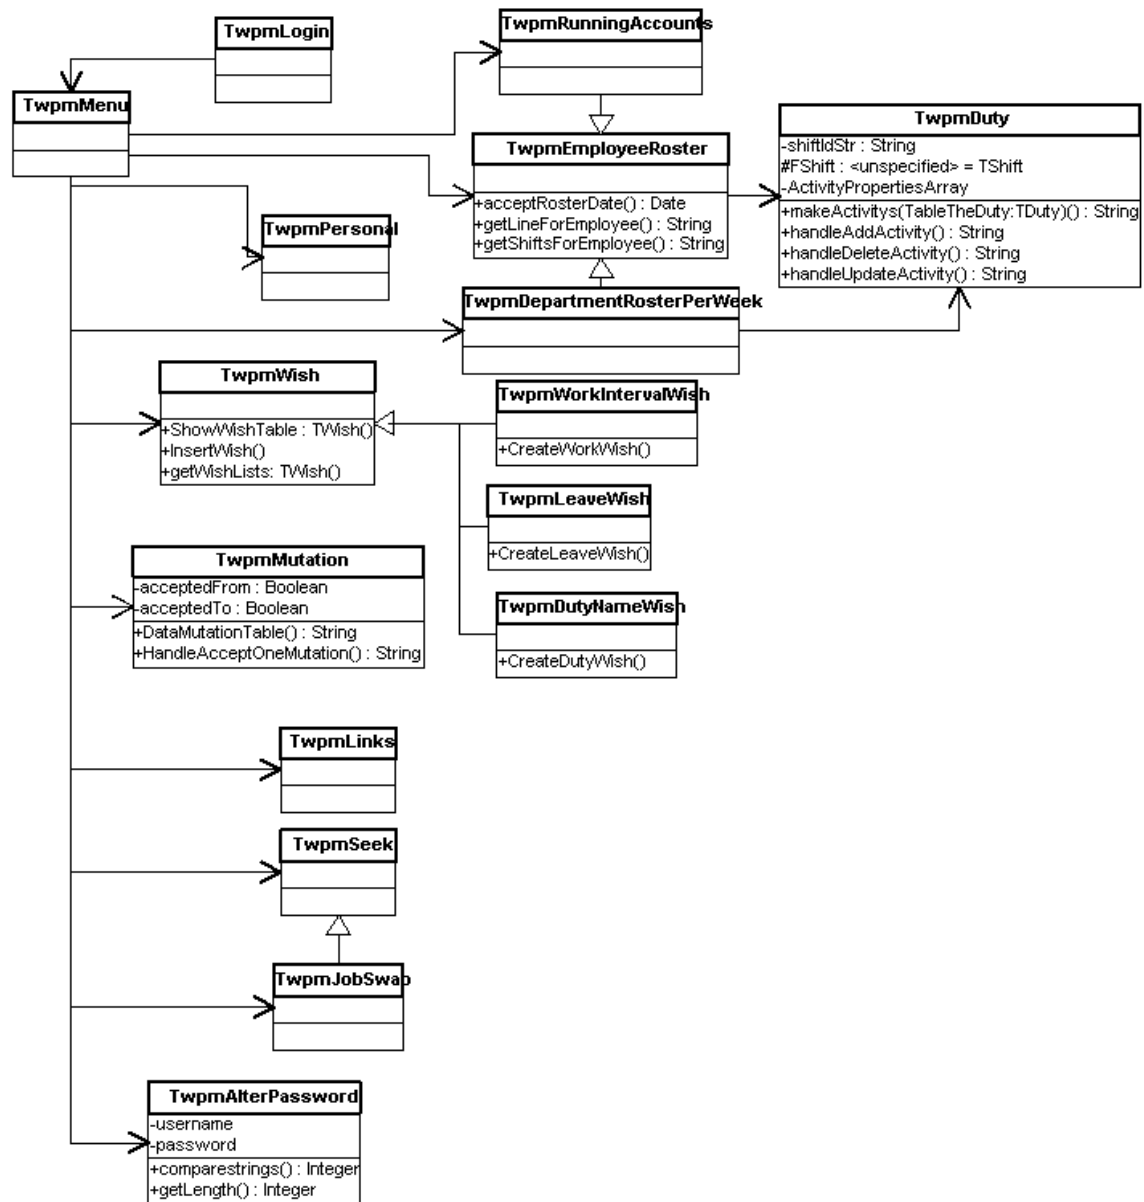 TwpmLogin
TwpmRunningAccounts
TwpmMenu
TwpmEmployeeRoster
+acceptRosterDate() : Date
+getLineForEmployee() : String
+getShiftsForEmployee() : String
TwpmDuty
-shiftIdStr : String
#FShift : <unspecified> = TShift
-ActivityPropertiesArray
+makeActivitys(TableTheDuty:TDuty)() : String
+handleAddActivity() : String
+handleDeleteActivity() : String
+handleUpdateActivity() : String
TwpmPersonal
TwpmDepartmentRosterPerWeek
TwpmWish
+ShowWishTable : TWish()
+InsertWish()
+getWishLists: TWish()
TwpmWorkIntervalWish
+CreateWorkWish()
TwpmLeaveWish
+CreateLeaveWish()
TwpmMutation
-acceptedFrom : Boolean
-acceptedTo : Boolean
+DataMutationTable() : String
+HandleAcceptOneMutation() : String
TwpmDutyNameWish
+CreateDutyWish()
TwpmLinks
TwpmSeek
TwpmJobSwap
TwpmAlterPassword
-username
-password
+comparestrings() : Integer
+getLength() : Integer